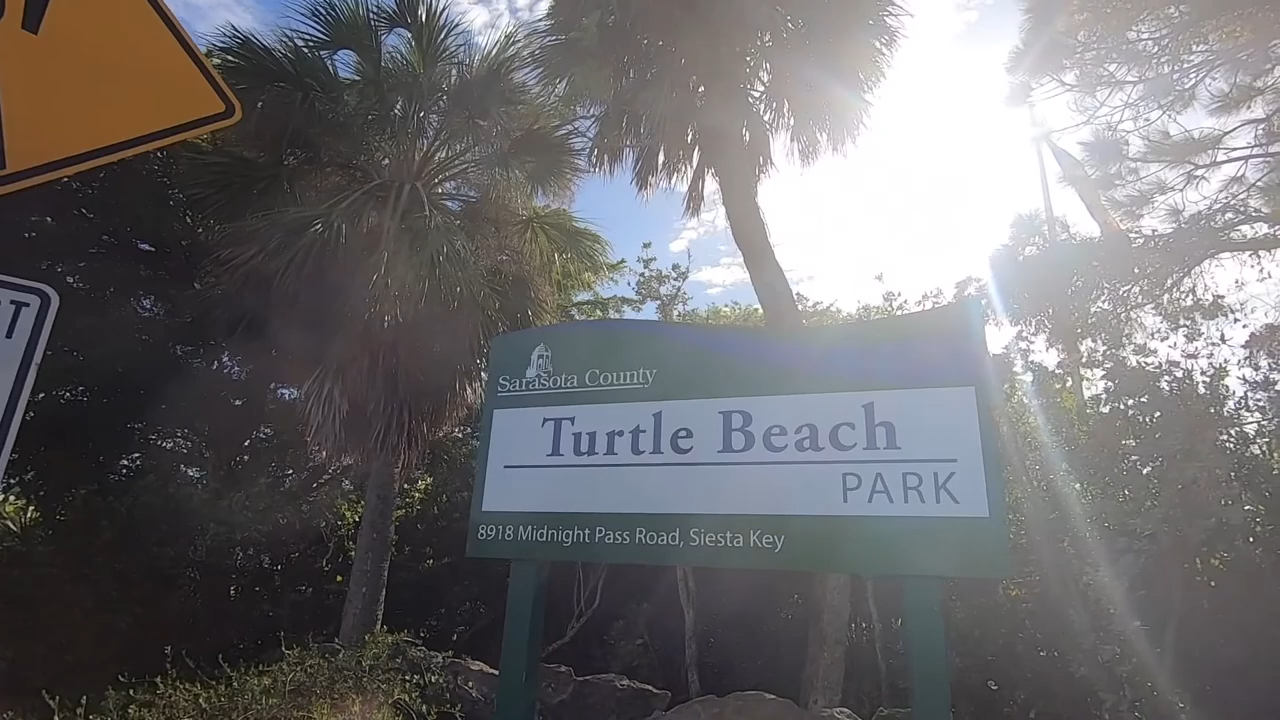 Sarasota County
Turtle Beach
PARK
8918 Midnight Pass Road, Siesta Key